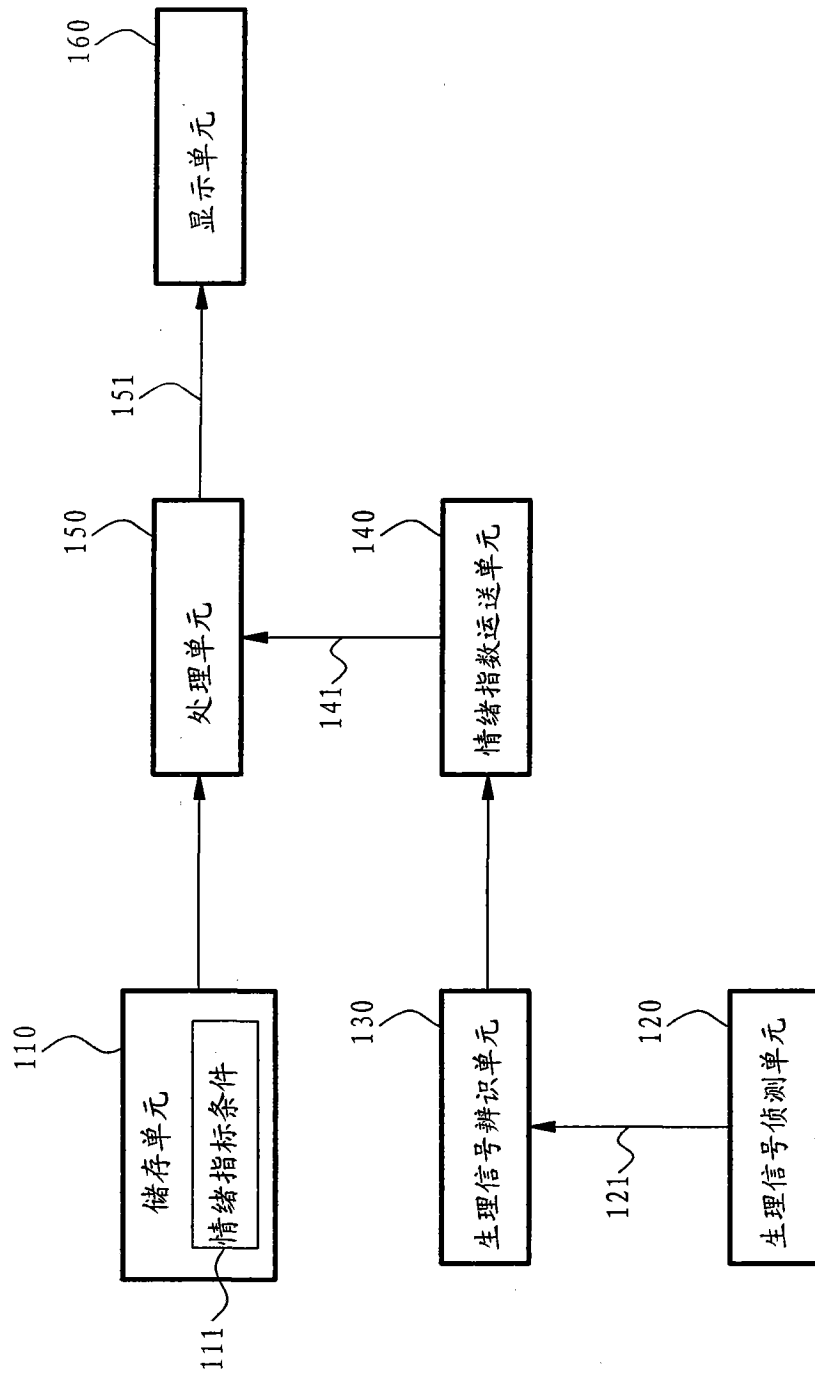 110
储存单元
情绪指标条件
111
150
处理单元
151
160
显示单元
141
130
生理信号辨识单元
140
情绪指数运送单元
121
120
生理信号侦测单元